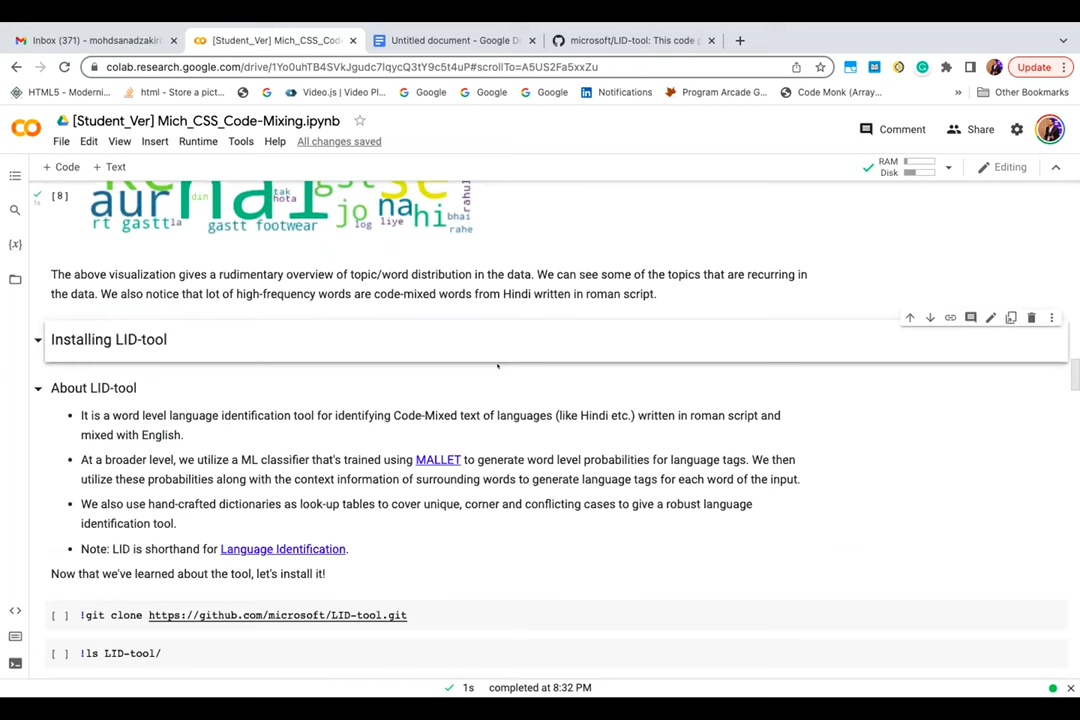 Inbox (371) - mohdsanadzakir
[Student_Ver] Mich_CSS_Cod
Untitled document - Google D
microsoft/LID-tool: This code
colab.research.google.com/drive/1Yo0uhTB4SVkJgudc7IqycQ3tY9c5t4uP#scrollTo=A5US2Fa5xxZu
Update
HTML5 - Moderni...
html - Store a pict...
Video.js | Video Pl...
Google
Google
Google
Notifications
Program Arcade G...
Code Monk (Array...
»
Other Bookmarks
CO
[Student_Ver] Mich_CSS_Code-Mixing.ipynb
Comment
Share
File Edit View Insert Runtime Tools Help All changes saved
+ Code + Text
RAM
Disk
Editing
[8]
1s
aur
hai
din
tak
hota
gstt
se
jo
na
hi
rahul
bhai
rt gasttla
gastt footwear
log
liye
rahe
{x}
The above visualization gives a rudimentary overview of topic/word distribution in the data. We can see some of the topics that are recurring in
the data. We also notice that lot of high-frequency words are code-mixed words from Hindi written in roman script.
Installing LID-tool
About LID-tool
• It is a word level language identification tool for identifying Code-Mixed text of languages (like Hindi etc.) written in roman script and
mixed with English.
• At a broader level, we utilize a ML classifier that's trained using MALLET to generate word level probabilities for language tags. We then
utilize these probabilities along with the context information of surrounding words to generate language tags for each word of the input.
• We also use hand-crafted dictionaries as look-up tables to cover unique, corner and conflicting cases to give a robust language
identification tool.
• Note: LID is shorthand for Language Identification.
Now that we've learned about the tool, let's install it!
[ ] !git clone https://github.com/microsoft/LID-tool.git
[ ] !ls LID-tool/
1s completed at 8:32 PM